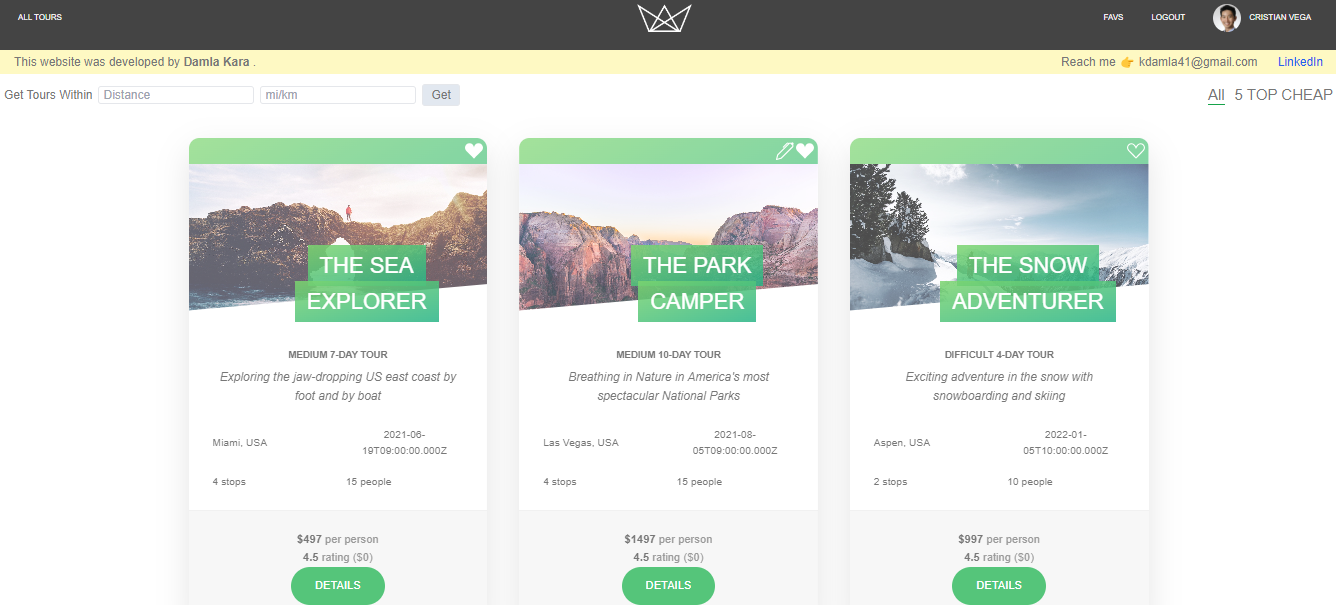 ALL TOURS
FAVS LOGOUT CRISTIAN VEGA
This website was developed by Damla Kara .
Reach me 👉 kdamla41@gmail.com LinkedIn
Get Tours Within Distance mi/km Get
All 5 TOP CHEAP
THE SEA
EXPLORER
MEDIUM 7-DAY TOUR
Exploring the jaw-dropping US east coast by
foot and by boat
Miami, USA
2021-06-
19T09:00:00.000Z
4 stops
15 people
$497 per person
4.5 rating ($0)
DETAILS
THE PARK
CAMPER
MEDIUM 10-DAY TOUR
Breathing in Nature in America's most
spectacular National Parks
Las Vegas, USA
2021-08-
05T09:00:00.000Z
4 stops
15 people
$1497 per person
4.5 rating ($0)
DETAILS
THE SNOW
ADVENTURER
DIFFICULT 4-DAY TOUR
Exciting adventure in the snow with
snowboarding and skiing
Aspen, USA
2022-01-
05T10:00:00.000Z
2 stops
10 people
$997 per person
4.5 rating ($0)
DETAILS